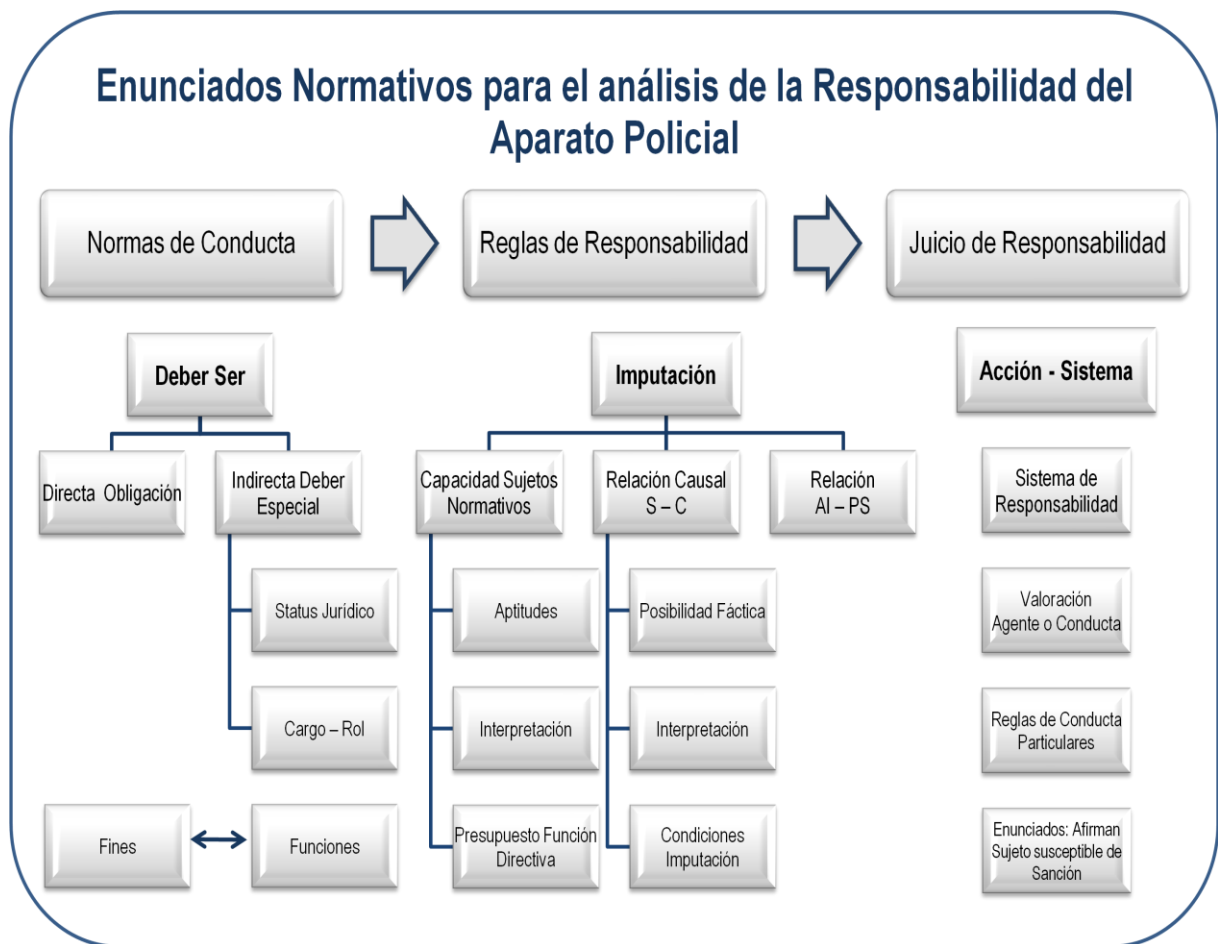 Enunciados Normativos para el análisis de la Responsabilidad del
Aparato Policial
Normas de Conducta
Reglas de Responsabilidad
Juicio de Responsabilidad
Deber Ser
Imputación
Acción - Sistema
Directa Obligación
Indirecta Deber
Especial
Capacidad Sujetos
Normativos
Relación Causal
S – C
Relación
AI – PS
Sistema de
Responsabilidad
Status Jurídico
Aptitudes
Posibilidad Fáctica
Valoración
Agente o Conducta
Cargo – Rol
Interpretación
Interpretación
Reglas de Conducta
Particulares
Fines
Funciones
Presupuesto Función
Directiva
Condiciones
Imputación
Enunciados: Afirman
Sujeto susceptible de
Sanción